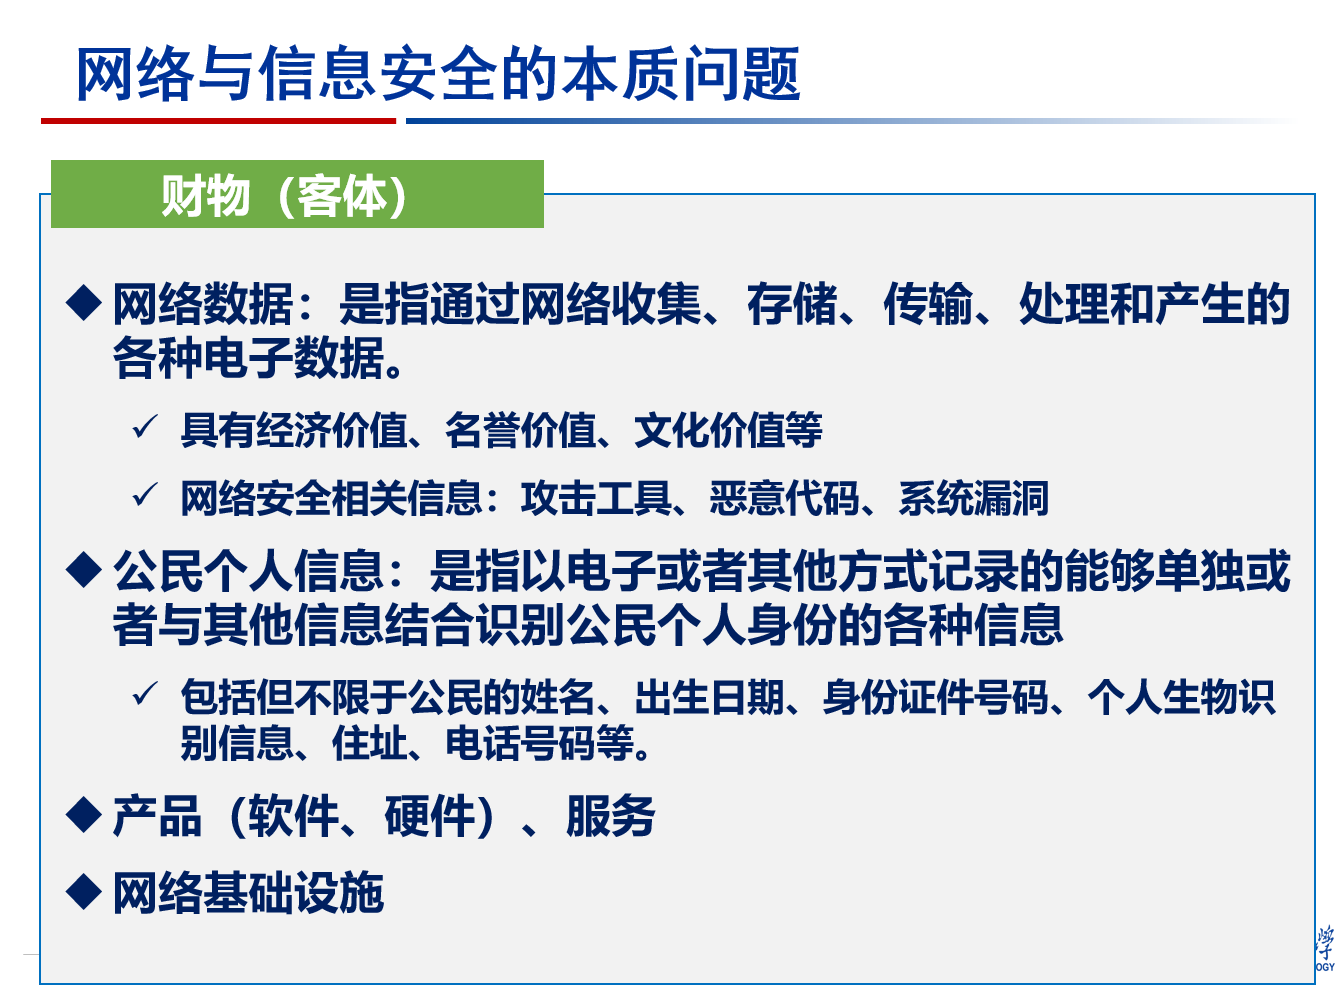 网络与信息安全的本质问题
财物（客体）
网络数据：是指通过网络收集、存储、传输、处理和产生的
各种电子数据。
具有经济价值、名誉价值、文化价值等
网络安全相关信息：攻击工具、恶意代码、系统漏洞
公民个人信息：是指以电子或者其他方式记录的能够单独或
者与其他信息结合识别公民个人身份的各种信息
包括但不限于公民的姓名、出生日期、身份证件号码、个人生物识
别信息、住址、电话号码等。
产品（软件、硬件）、服务
网络基础设施
OGY